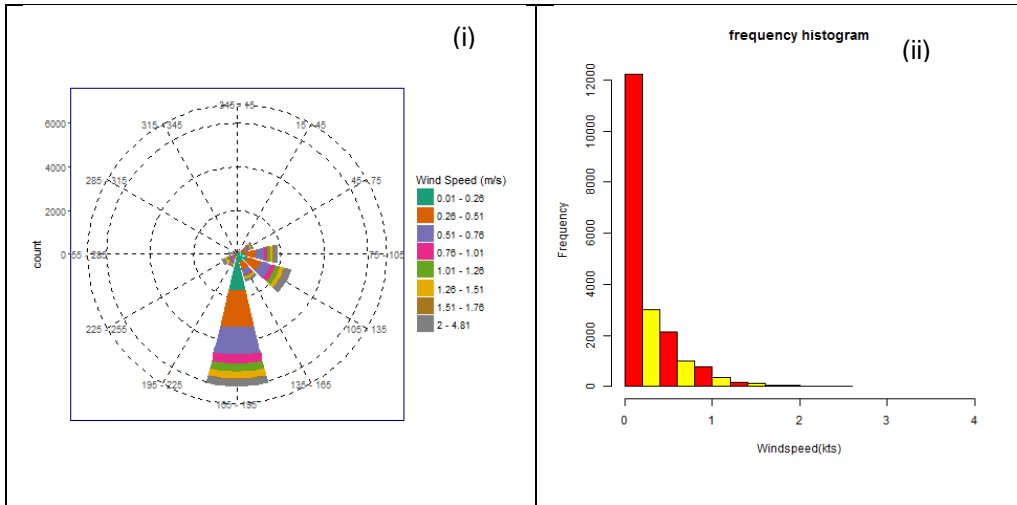 (i)
345 - 15
315 - 345
15 - 45
285 - 315
45 - 75
255 - 285
75 - 105
225 - 255
105 - 135
195 - 225
135 - 165
165 - 195
6000
4000
2000
0
count
Wind Speed (m/s)
0.01 - 0.26
0.26 - 0.51
0.51 - 0.76
0.76 - 1.01
1.01 - 1.26
1.26 - 1.51
1.51 - 1.76
2 - 4.81
frequency histogram
(ii)
12000
10000
8000
6000
4000
2000
0
Frequency
0 1 2 3 4
Windspeed(kts)